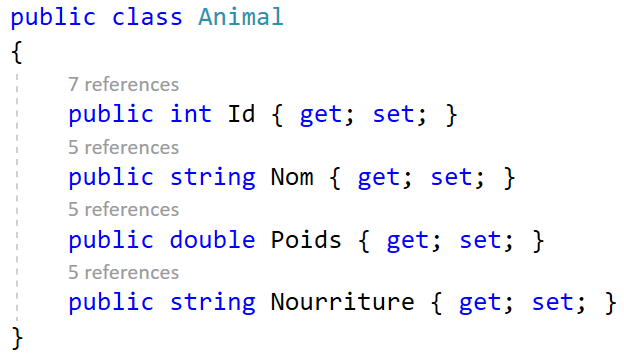 public class Animal
{
7 references
public int Id { get; set; }
5 references
public string Nom { get; set; }
5 references
public double Poids { get; set; }
5 references
public string Nourriture { get; set; }
}